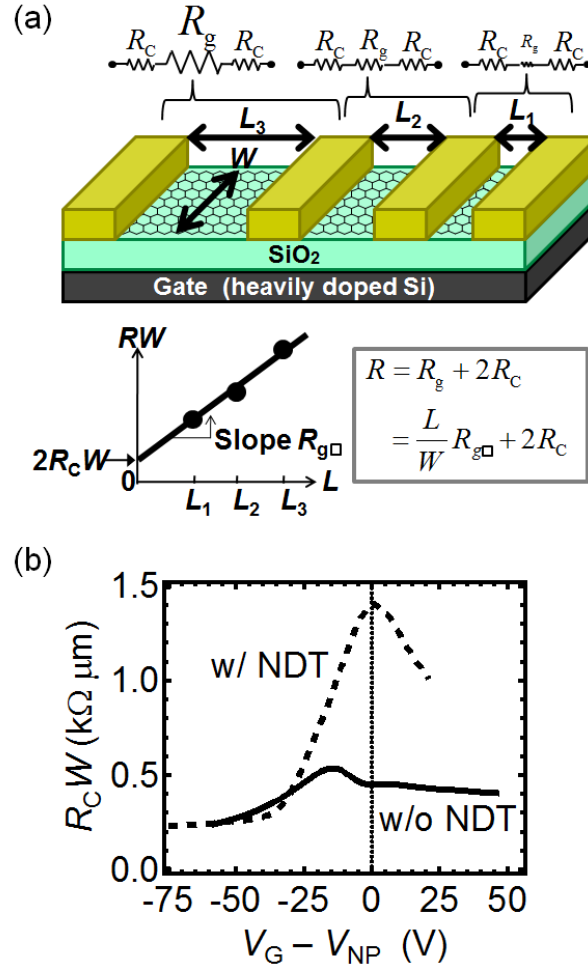 (a)
R_C R_g R_C R_C R_g R_C R_C R_g R_C
L_3 L_2 L_1
W
SiO_2
Gate (heavily doped Si)
RW
R = R_g + 2R_C
= L/W R_g□ + 2R_C
Slope R_g□
2R_CW
0
L_1 L_2 L_3 L
(b)
1.5
w/ NDT
1.0
R_CW (kΩ μm)
0.5
w/o NDT
0.0
-75 -50 -25 0 25 50
V_G – V_NP (V)